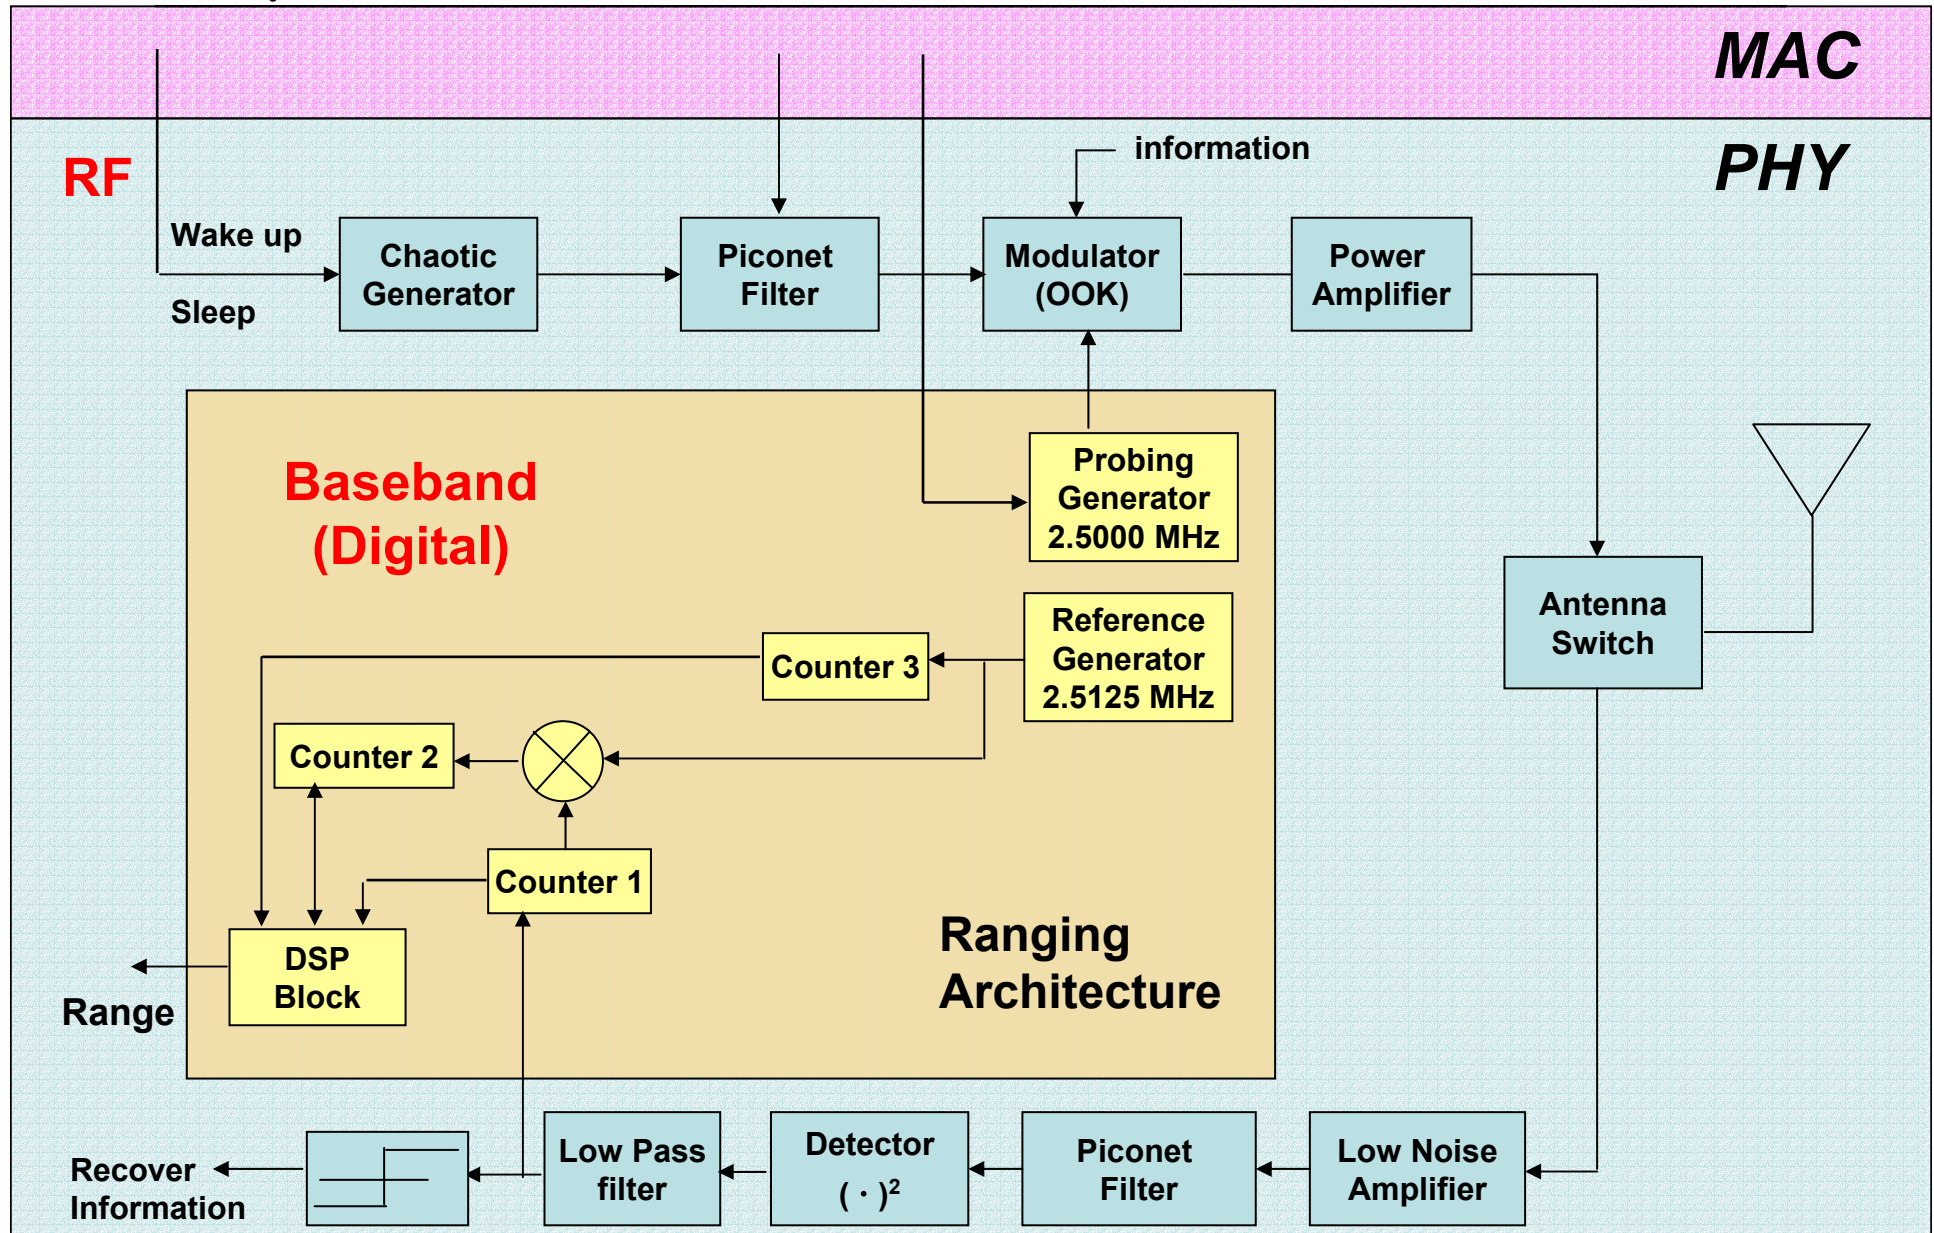 MAC
RF
information
PHY
Wake up
Sleep
Chaotic
Generator
Piconet
Filter
Modulator
(OOK)
Power
Amplifier
Baseband
(Digital)
Probing
Generator
2.5000 MHz
Reference
Generator
2.5125 MHz
Antenna
Switch
Counter 3
Counter 2
Counter 1
DSP
Block
Range
Ranging
Architecture
Recover
Information
Low Pass
filter
Detector
( · )²
Piconet
Filter
Low Noise
Amplifier